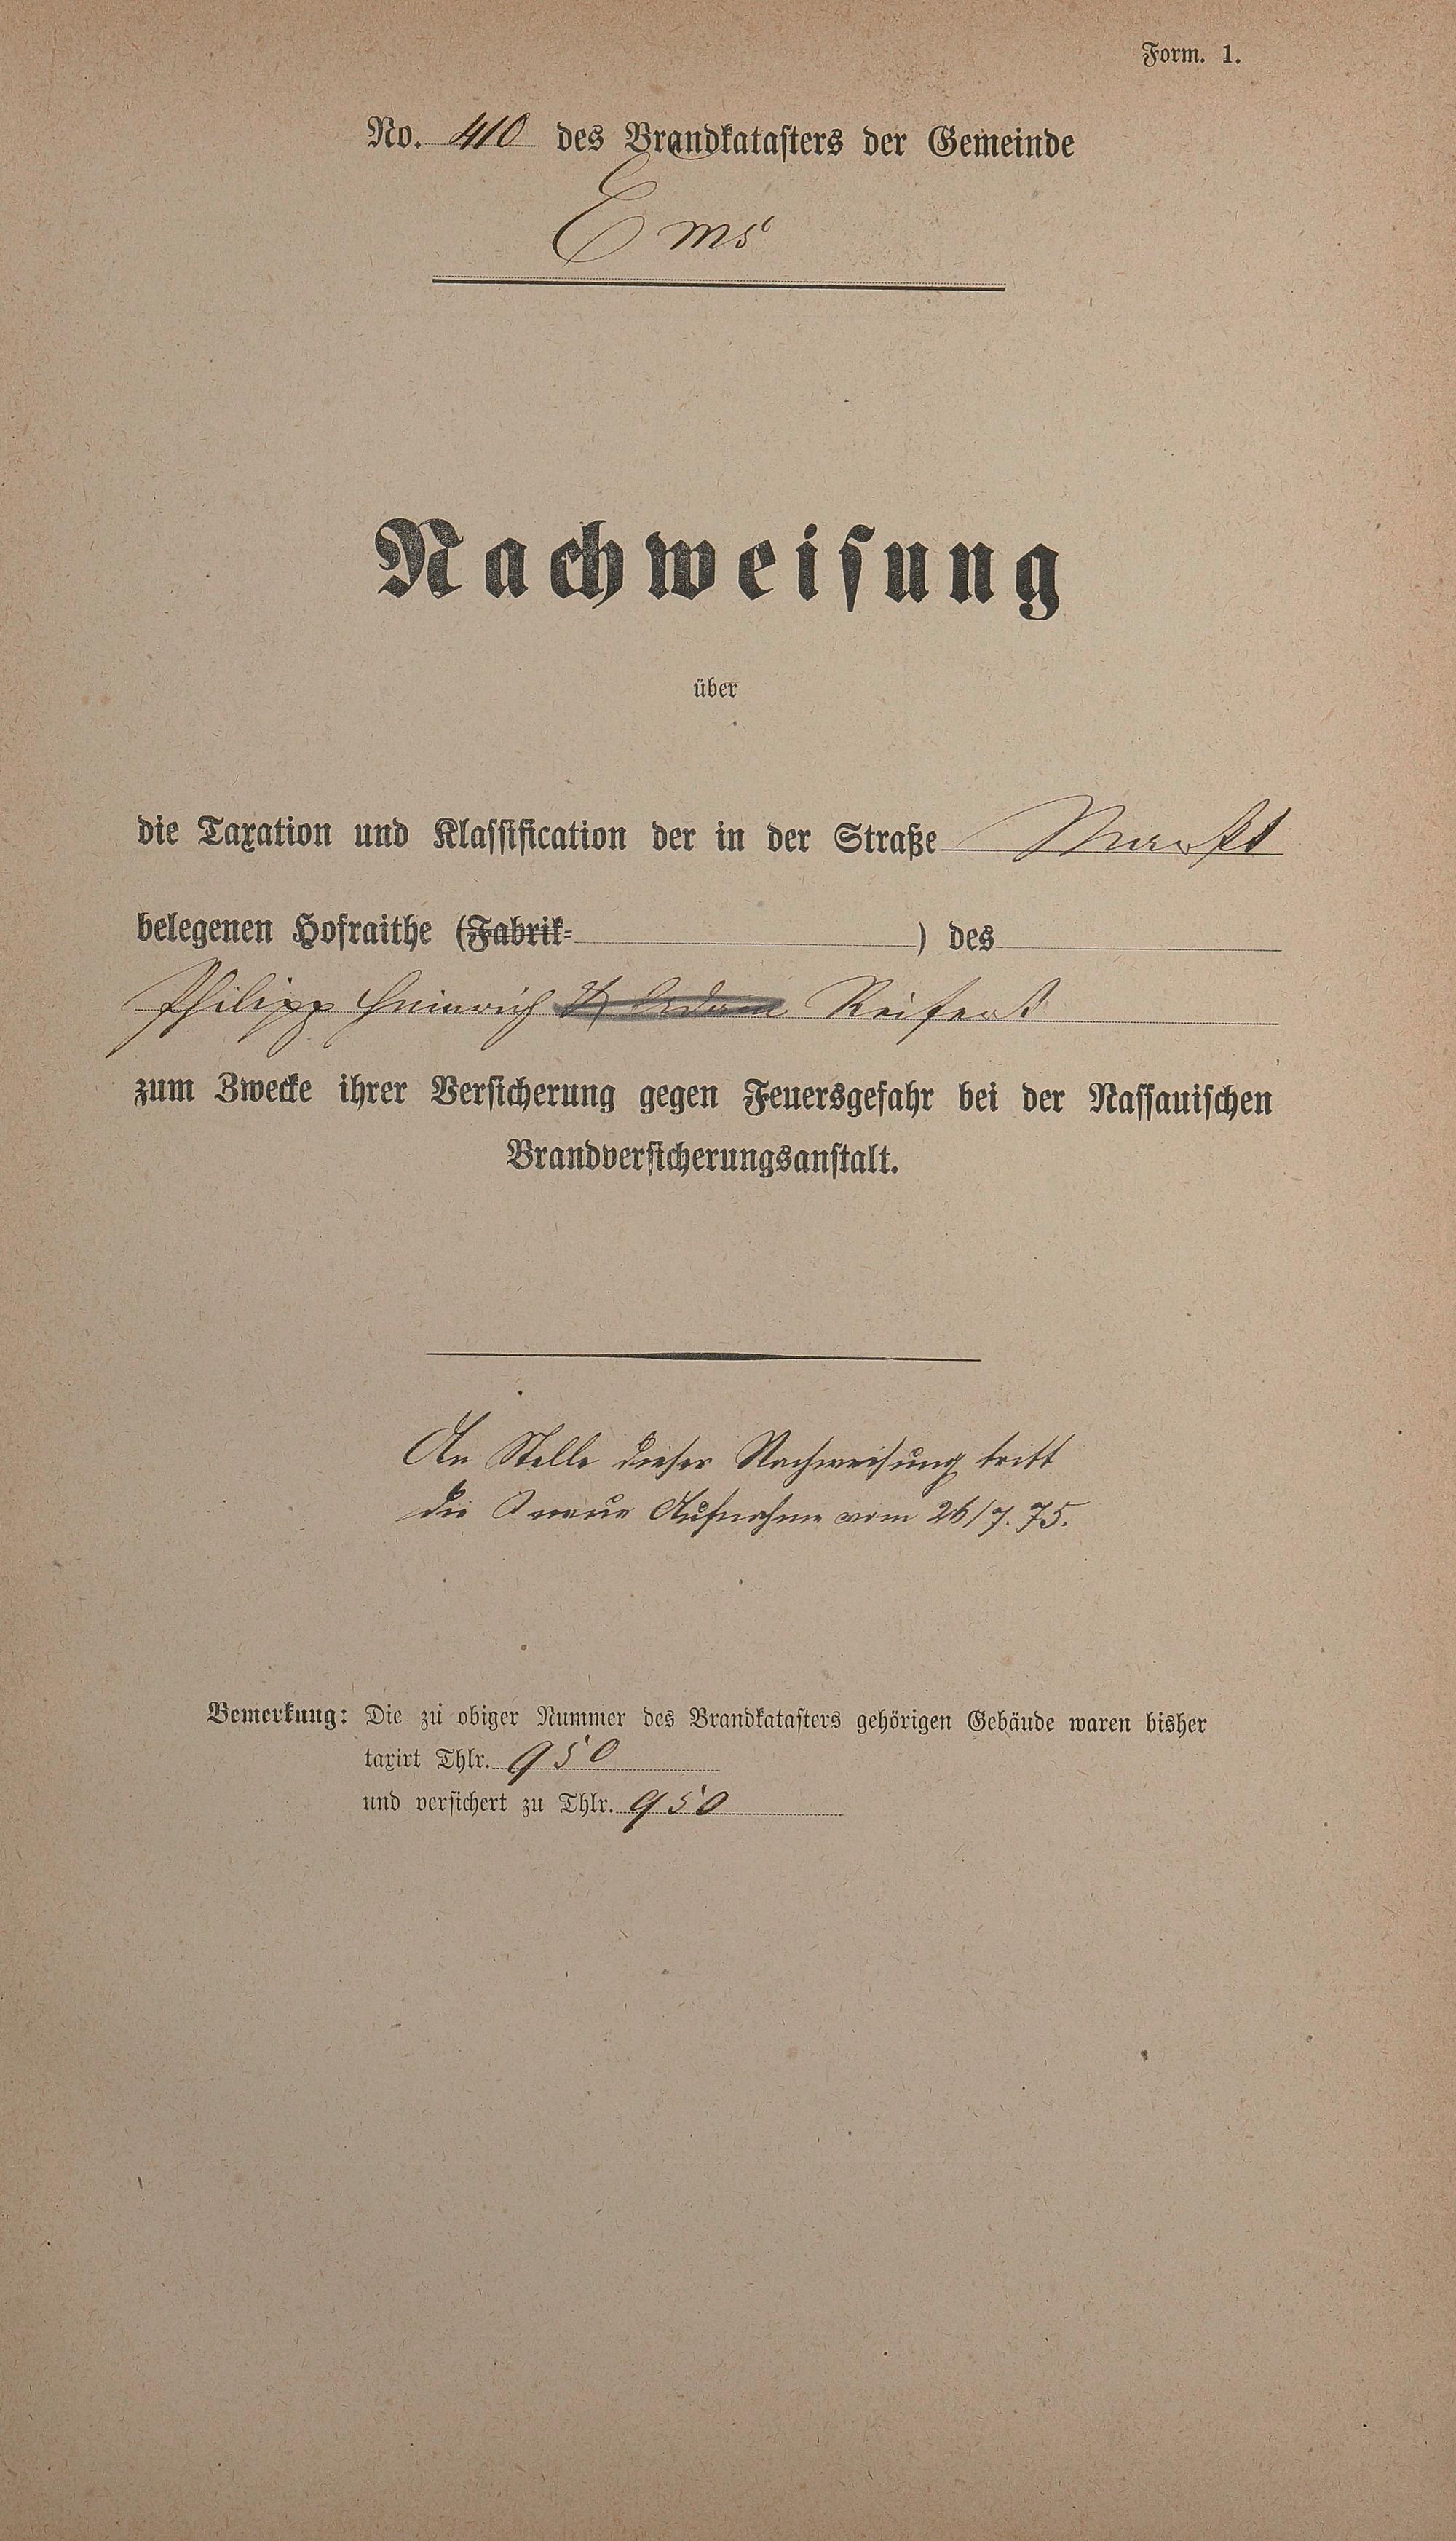 Form. 1.
No. 410 des Brandkatasters der Gemeinde
Ems
Nachweisung
über
die Taxation und Klassification der in der Straße Markt
belegenen Hofraithe (Fabrik- ) des
Philipp Heinrich & Adam Reifert
zum Zwecke ihrer Versicherung gegen Feuersgefahr bei der Nassauischen
Brandversicherungsanstalt.
An Stelle dieser Nachweisung tritt
die neue Aufnahme vom 26/7. 75.
Bemerkung: Die zu obiger Nummer des Brandkatasters gehörigen Gebäude waren bisher
taxirt Thlr. 950
und versichert zu Thlr. 950